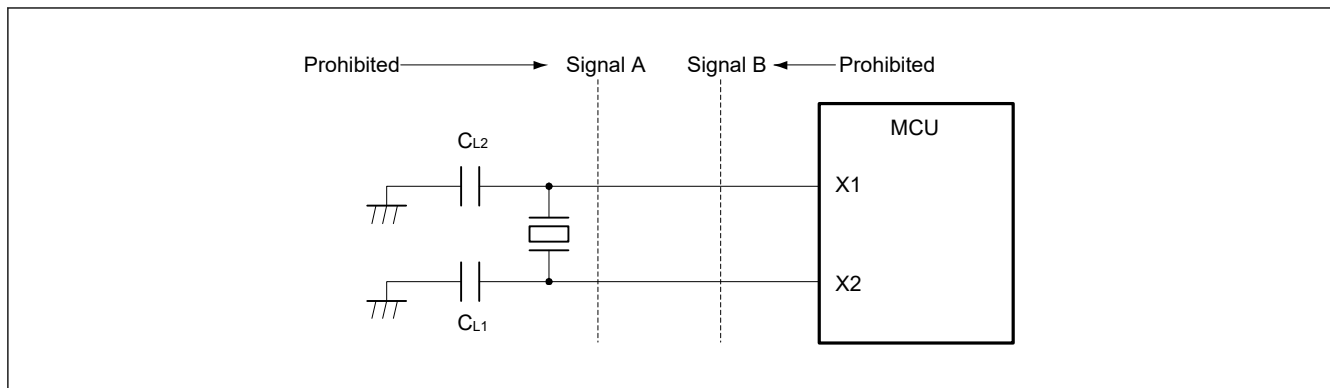 Prohibited Signal A Signal B Prohibited
MCU
CL2
X1
X2
CL1